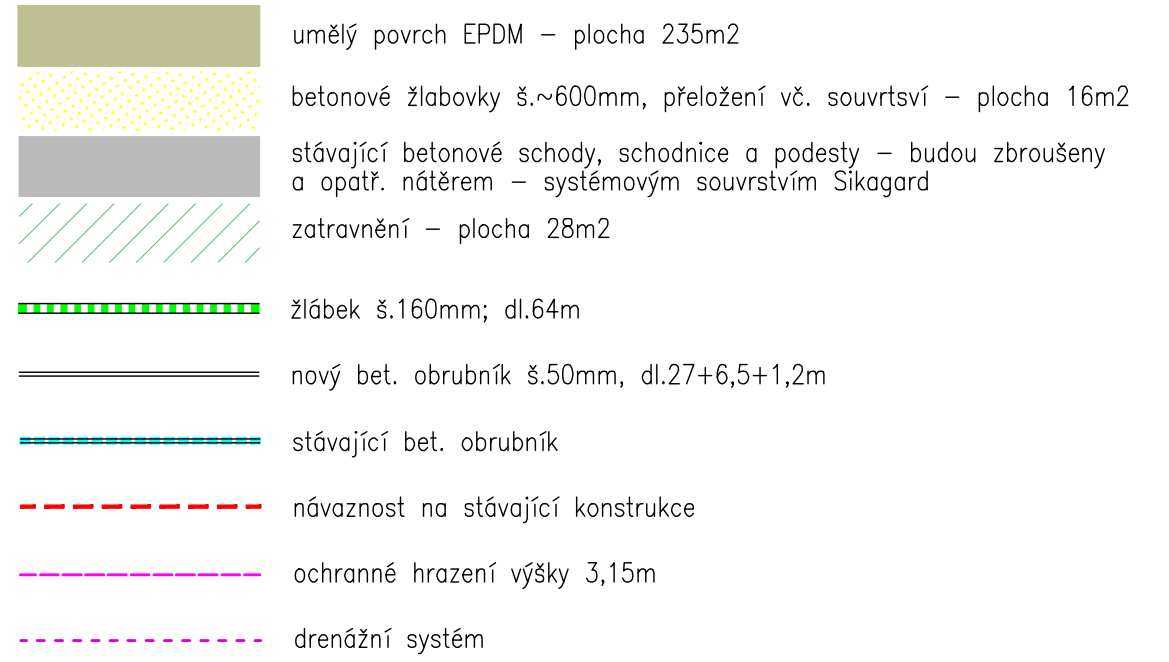 umělý povrch EPDM – plocha 235m2
betonové žlabovky š.~600mm, přeložení vč. souvrtsví – plocha 16m2
stávající betonové schody, schodnice a podesty – budou zbroušeny
a opatř. nátěrem – systémovým souvrstvím Sikagard
zatravnění – plocha 28m2
žlábek š.160mm; dl.64m
nový bet. obrubník š.50mm, dl.27+6,5+1,2m
stávající bet. obrubník
návaznost na stávající konstrukce
ochranné hrazení výšky 3,15m
drenážní systém